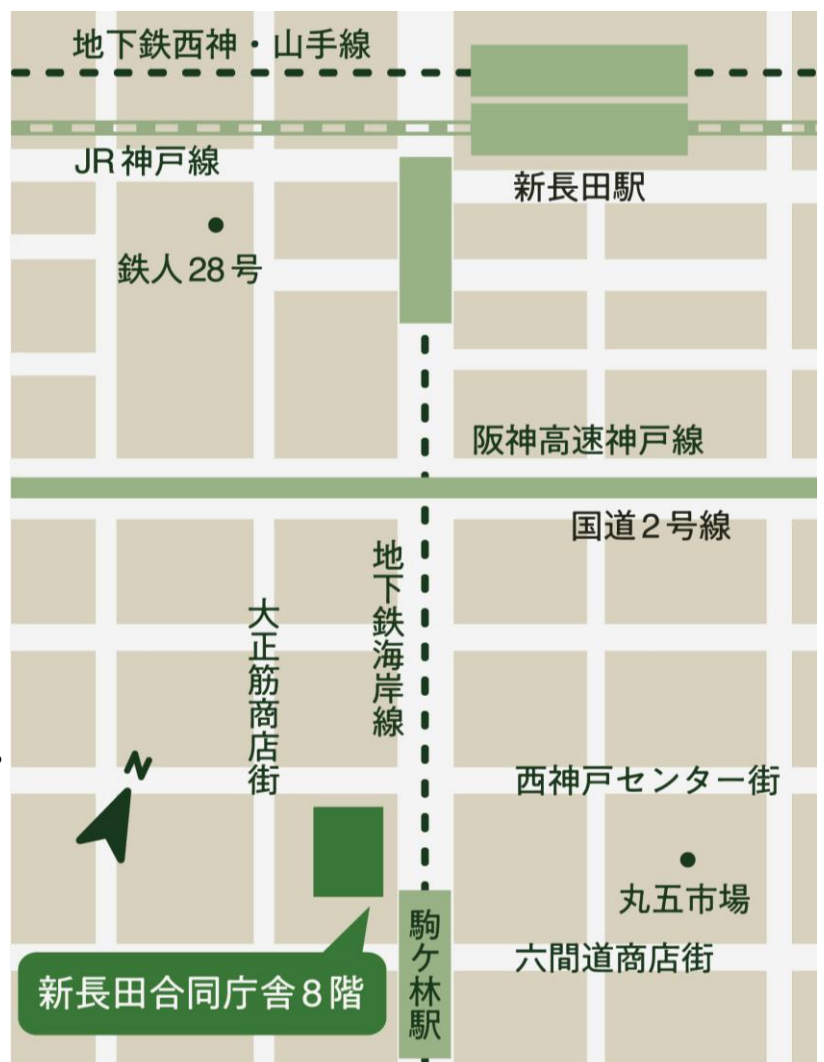 地下鉄西神・山手線
JR神戸線
新長田駅
鉄人28号
阪神高速神戸線
国道2号線
地下鉄海岸線
大正筋商店街
N
西神戸センター街
丸五市場
六間道商店街
駒ケ林駅
新長田合同庁舎8階